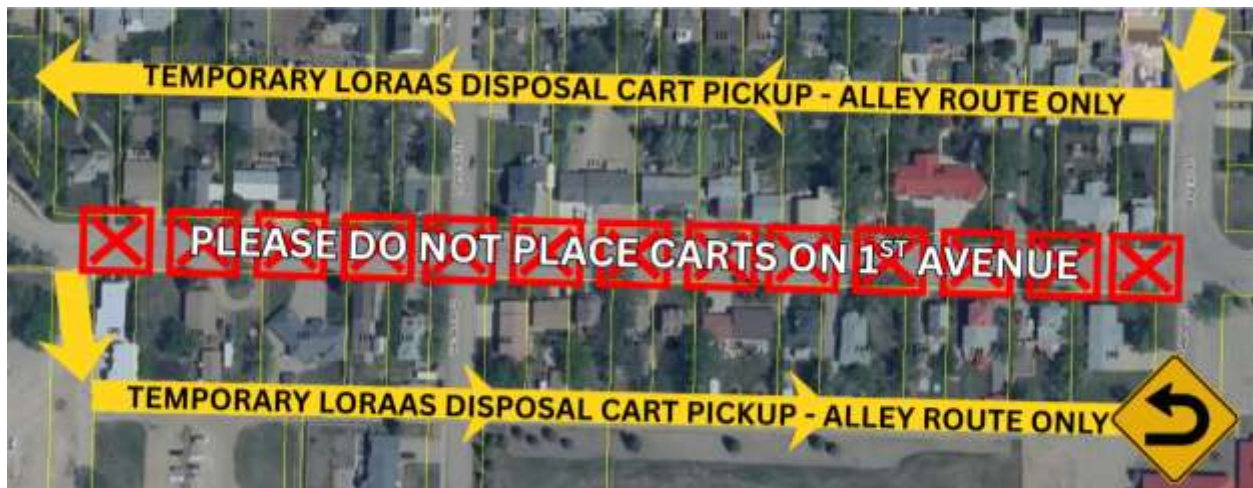 TEMPORARY LORAAS DISPOSAL CART PICKUP - ALLEY ROUTE ONLY
PLEASE DO NOT PLACE CARTS ON 1ST AVENUE
TEMPORARY LORAAS DISPOSAL CART PICKUP - ALLEY ROUTE ONLY